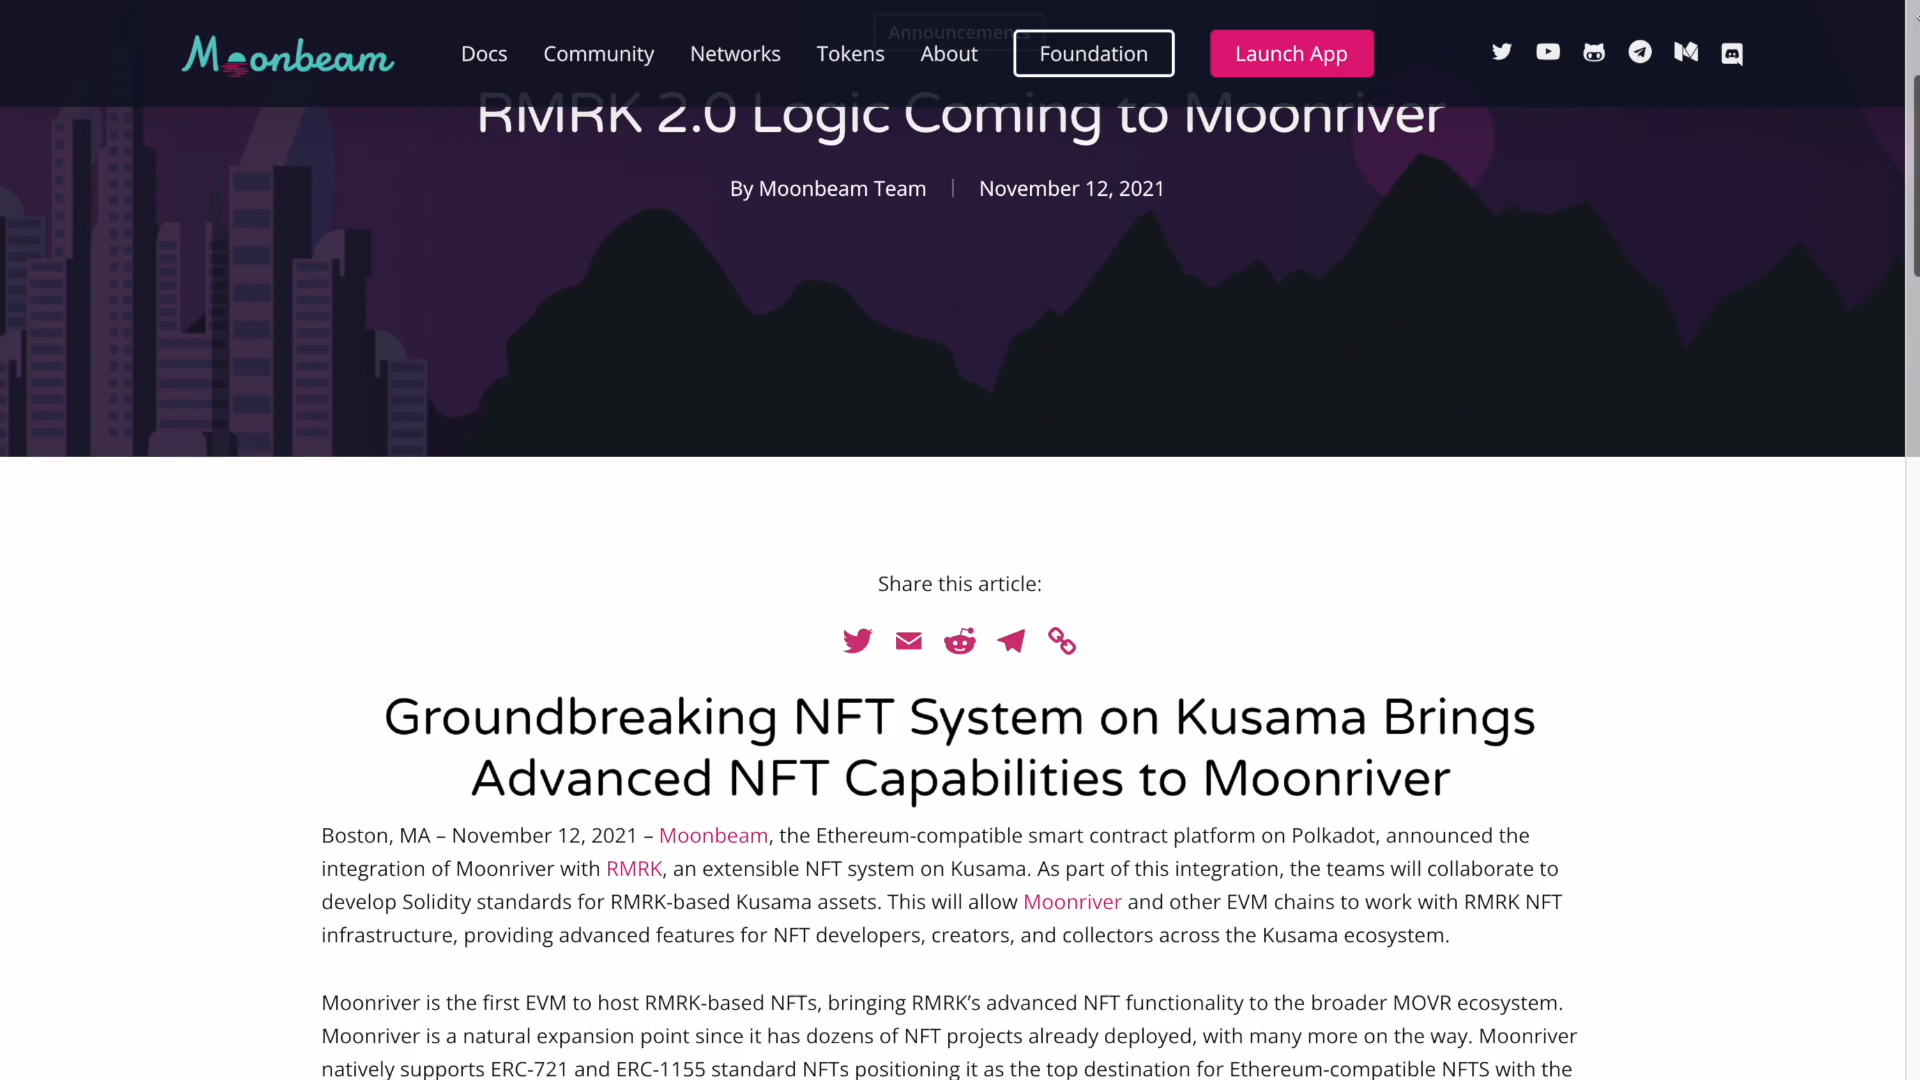 Announcements
Moonbeam Docs Community Networks Tokens About Foundation Launch App
RMRK 2.0 Logic Coming to Moonriver
By Moonbeam Team | November 12, 2021
Share this article:
Groundbreaking NFT System on Kusama Brings
Advanced NFT Capabilities to Moonriver
Boston, MA – November 12, 2021 – Moonbeam, the Ethereum-compatible smart contract platform on Polkadot, announced the
integration of Moonriver with RMRK, an extensible NFT system on Kusama. As part of this integration, the teams will collaborate to
develop Solidity standards for RMRK-based Kusama assets. This will allow Moonriver and other EVM chains to work with RMRK NFT
infrastructure, providing advanced features for NFT developers, creators, and collectors across the Kusama ecosystem.
Moonriver is the first EVM to host RMRK-based NFTs, bringing RMRK’s advanced NFT functionality to the broader MOVR ecosystem.
Moonriver is a natural expansion point since it has dozens of NFT projects already deployed, with many more on the way. Moonriver
natively supports ERC-721 and ERC-1155 standard NFTs positioning it as the top destination for Ethereum-compatible NFTS with the